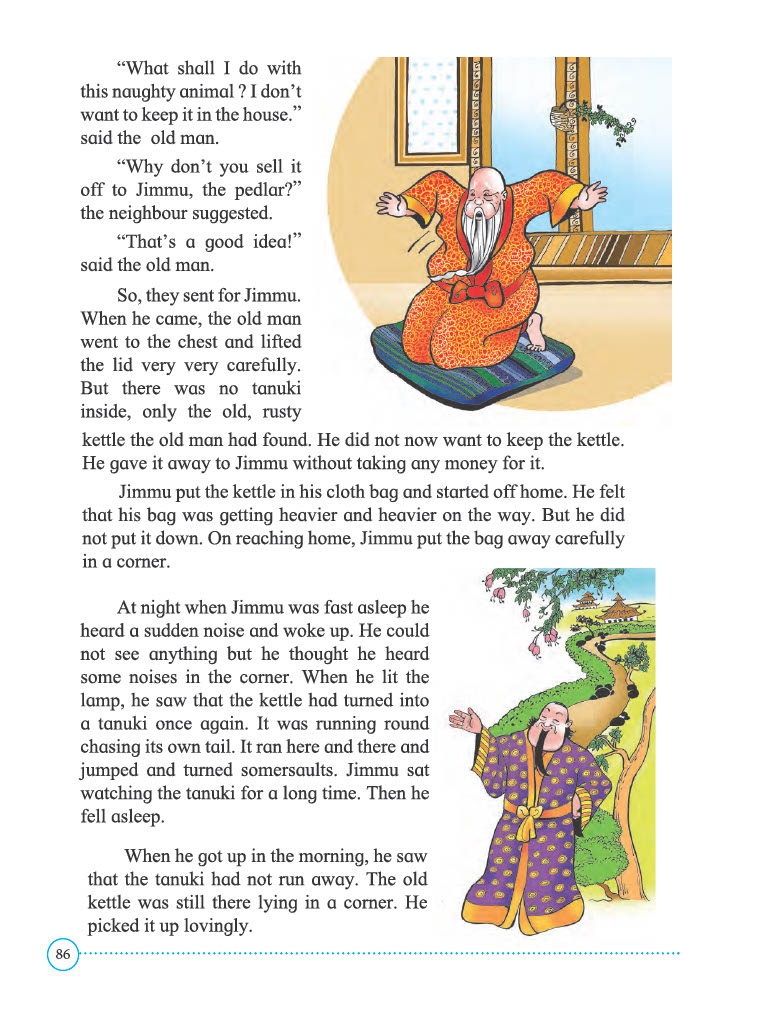 “What shall I do with
this naughty animal ? I don’t
want to keep it in the house.”
said the old man.
“Why don’t you sell it
off to Jimmu, the pedlar?”
the neighbour suggested.
“That’s a good idea!”
said the old man.
So, they sent for Jimmu.
When he came, the old man
went to the chest and lifted
the lid very very carefully.
But there was no tanuki
inside, only the old, rusty
kettle the old man had found. He did not now want to keep the kettle.
He gave it away to Jimmu without taking any money for it.
Jimmu put the kettle in his cloth bag and started off home. He felt
that his bag was getting heavier and heavier on the way. But he did
not put it down. On reaching home, Jimmu put the bag away carefully
in a corner.
At night when Jimmu was fast asleep he
heard a sudden noise and woke up. He could
not see anything but he thought he heard
some noises in the corner. When he lit the
lamp, he saw that the kettle had turned into
a tanuki once again. It was running round
chasing its own tail. It ran here and there and
jumped and turned somersaults. Jimmu sat
watching the tanuki for a long time. Then he
fell asleep.
When he got up in the morning, he saw
that the tanuki had not run away. The old
kettle was still there lying in a corner. He
picked it up lovingly.
86